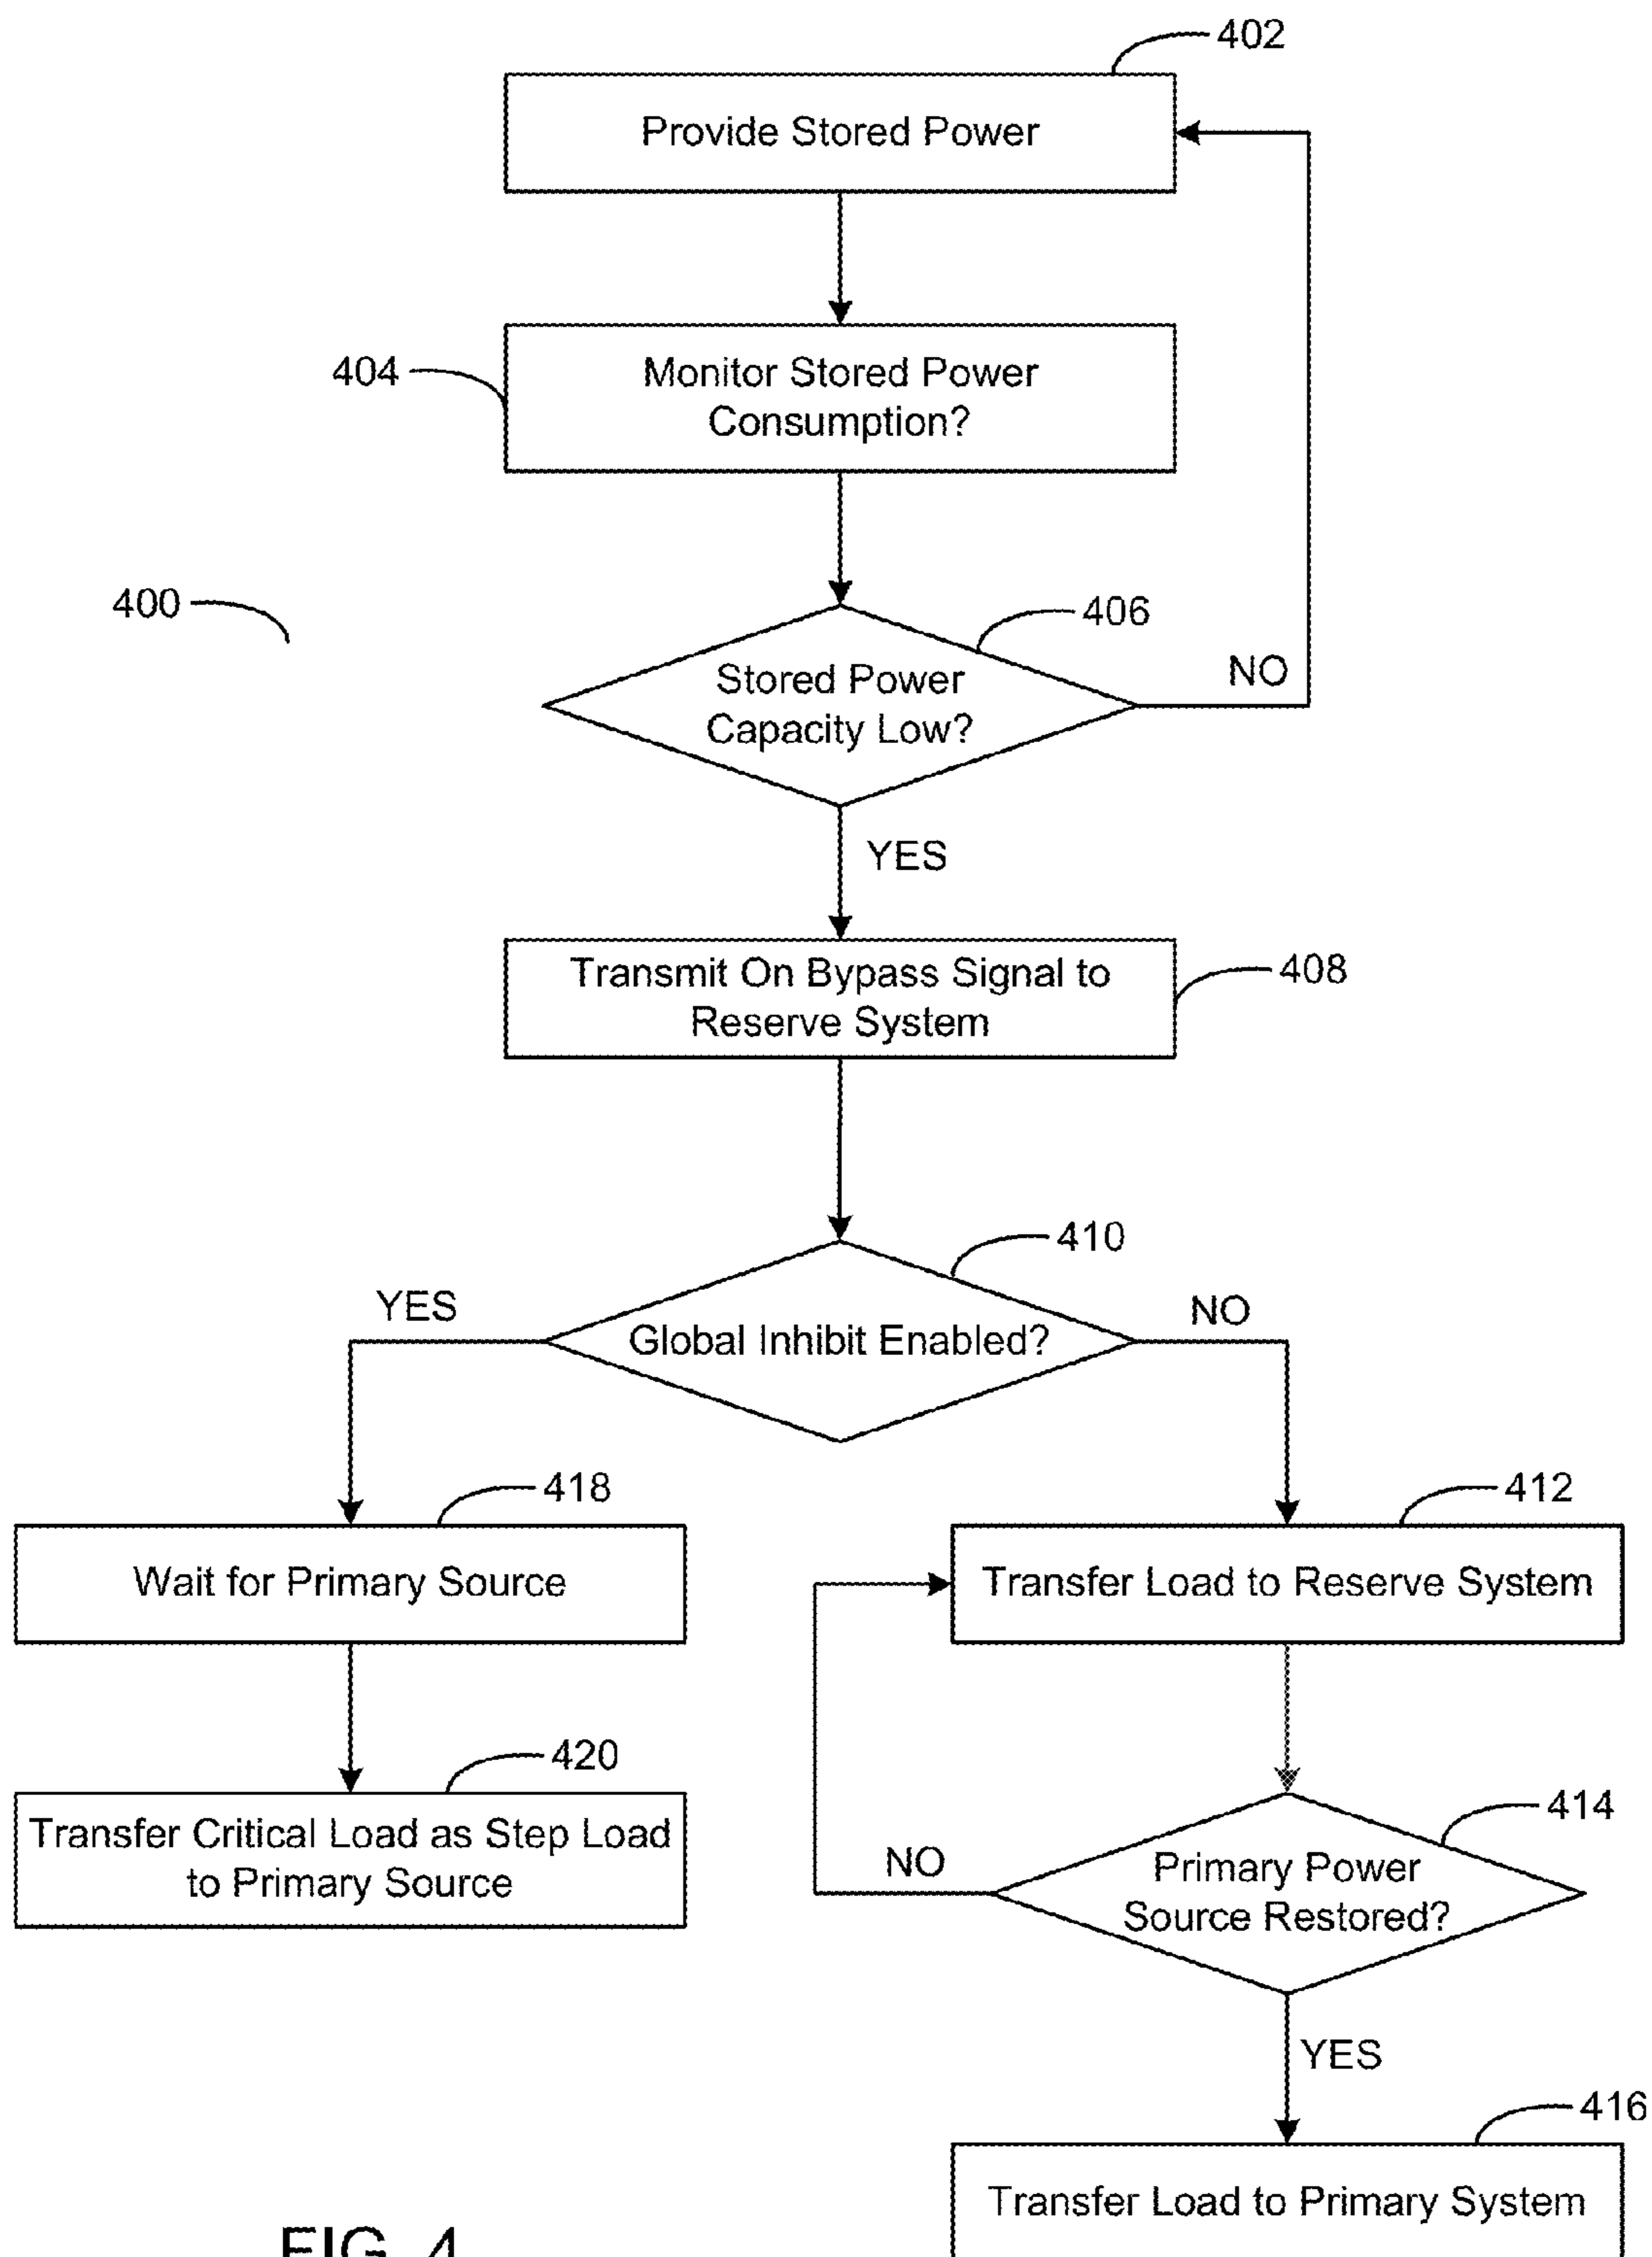 402
Provide Stored Power
404
Monitor Stored Power
Consumption?
400
406
Stored Power
Capacity Low?
NO
YES
Transmit On Bypass Signal to
Reserve System
408
410
YES
Global Inhibit Enabled?
NO
418
412
Wait for Primary Source
Transfer Load to Reserve System
420
Transfer Critical Load as Step Load
to Primary Source
414
NO
Primary Power
Source Restored?
YES
416
Transfer Load to Primary System
FIG. 4